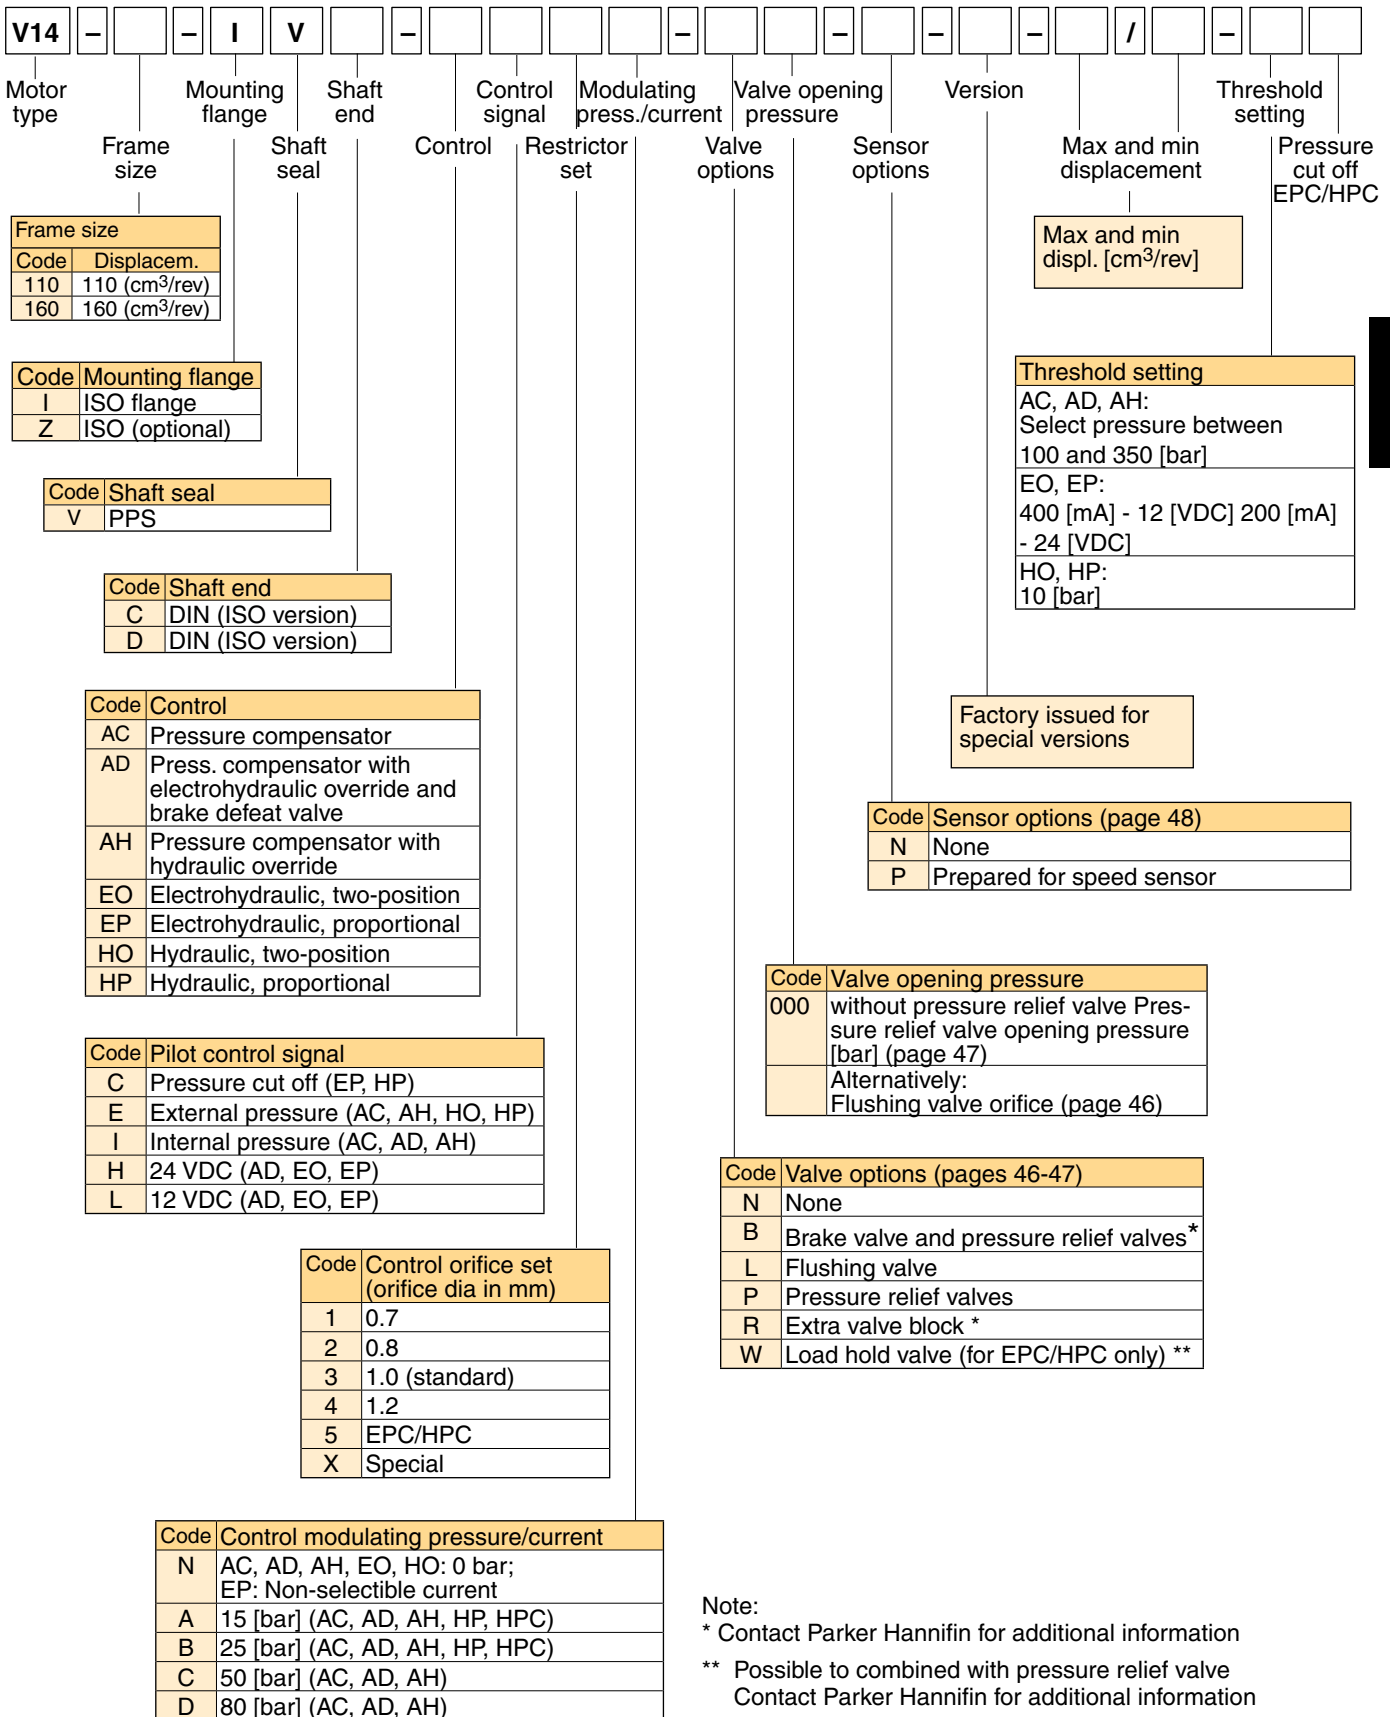 V14 – – I V – – – – / –
Motor type
Mounting flange
Shaft end
Control signal
Modulating press./current
Valve opening pressure
Version
Threshold setting
Frame size
Shaft seal
Control
Restrictor set
Valve options
Sensor options
Max and min displacement
Pressure cut off EPC/HPC
Frame size
Code Displacem.
110 110 (cm3/rev)
160 160 (cm3/rev)
Max and min
displ. [cm3/rev]
Code Mounting flange
I ISO flange
Z ISO (optional)
Threshold setting
AC, AD, AH:
Select pressure between
100 and 350 [bar]
EO, EP:
400 [mA] - 12 [VDC] 200 [mA]
- 24 [VDC]
HO, HP:
10 [bar]
Code Shaft seal
V PPS
Code Shaft end
C DIN (ISO version)
D DIN (ISO version)
Code Control
AC Pressure compensator
AD Press. compensator with
electrohydraulic override and
brake defeat valve
AH Pressure compensator with
hydraulic override
EO Electrohydraulic, two-position
EP Electrohydraulic, proportional
HO Hydraulic, two-position
HP Hydraulic, proportional
Factory issued for
special versions
Code Sensor options (page 48)
N None
P Prepared for speed sensor
Code Valve opening pressure
000 without pressure relief valve Pres-
sure relief valve opening pressure
[bar] (page 47)
Alternatively:
Flushing valve orifice (page 46)
Code Pilot control signal
C Pressure cut off (EP, HP)
E External pressure (AC, AH, HO, HP)
I Internal pressure (AC, AD, AH)
H 24 VDC (AD, EO, EP)
L 12 VDC (AD, EO, EP)
Code Valve options (pages 46-47)
N None
B Brake valve and pressure relief valves*
L Flushing valve
P Pressure relief valves
R Extra valve block *
W Load hold valve (for EPC/HPC only) **
Code Control orifice set
(orifice dia in mm)
1 0.7
2 0.8
3 1.0 (standard)
4 1.2
5 EPC/HPC
X Special
Code Control modulating pressure/current
N AC, AD, AH, EO, HO: 0 bar;
EP: Non-selectible current
A 15 [bar] (AC, AD, AH, HP, HPC)
B 25 [bar] (AC, AD, AH, HP, HPC)
C 50 [bar] (AC, AD, AH)
D 80 [bar] (AC, AD, AH)
Note:
* Contact Parker Hannifin for additional information
** Possible to combined with pressure relief valve
Contact Parker Hannifin for additional information